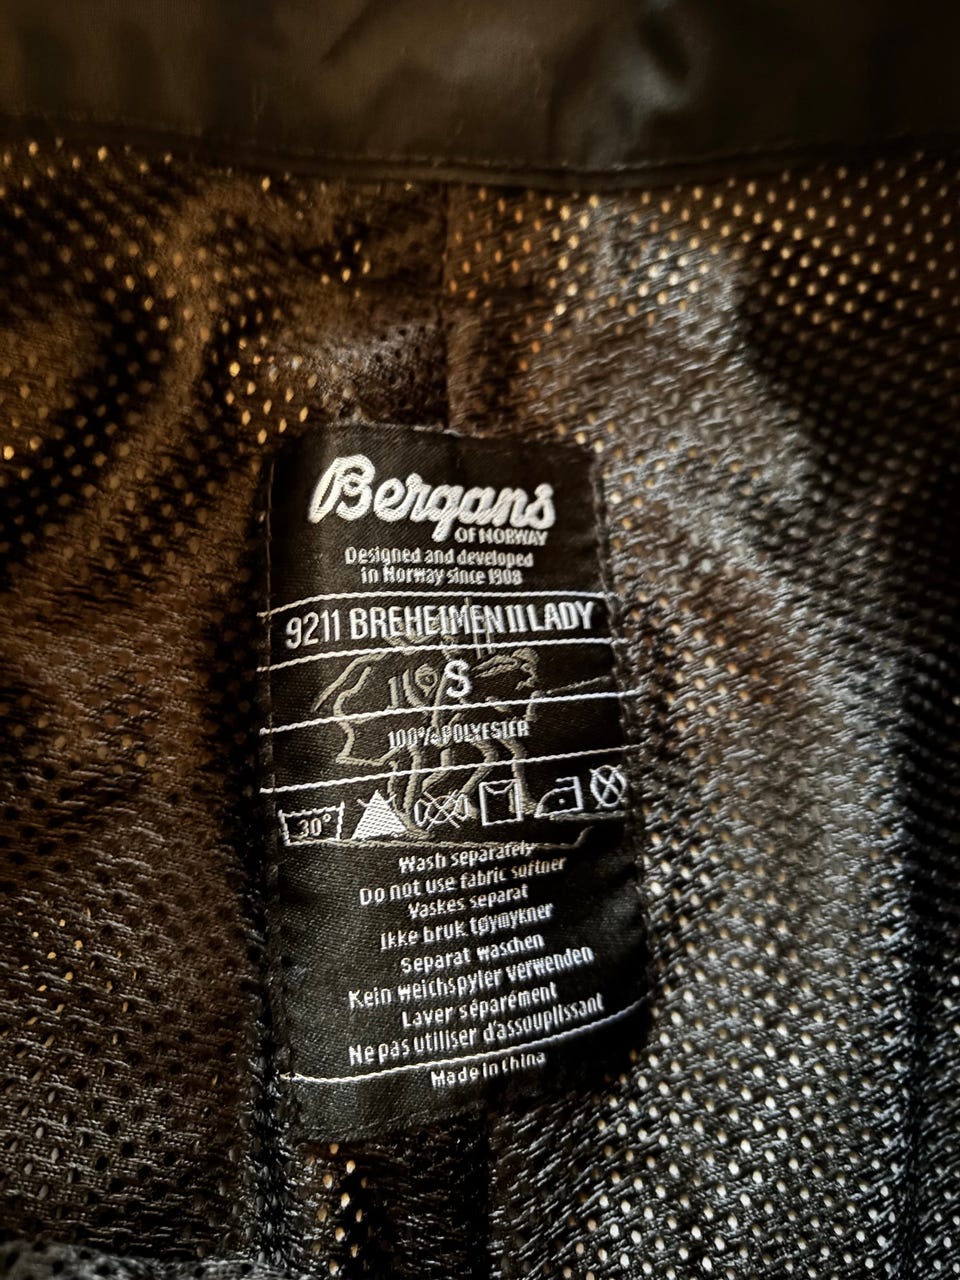 Bergans
OF NORWAY
Designed and developed
in Norway since 1908
9211 BREHEIMEN II LADY
S
100% POLYESTER
30°
Wash separately
Do not use fabric softner
Vaskes separat
Ikke bruk tøymykner
Separat waschen
Kein weichspyler verwenden
Laver séparément
Ne pas utiliser d'assouplissant
Made in China